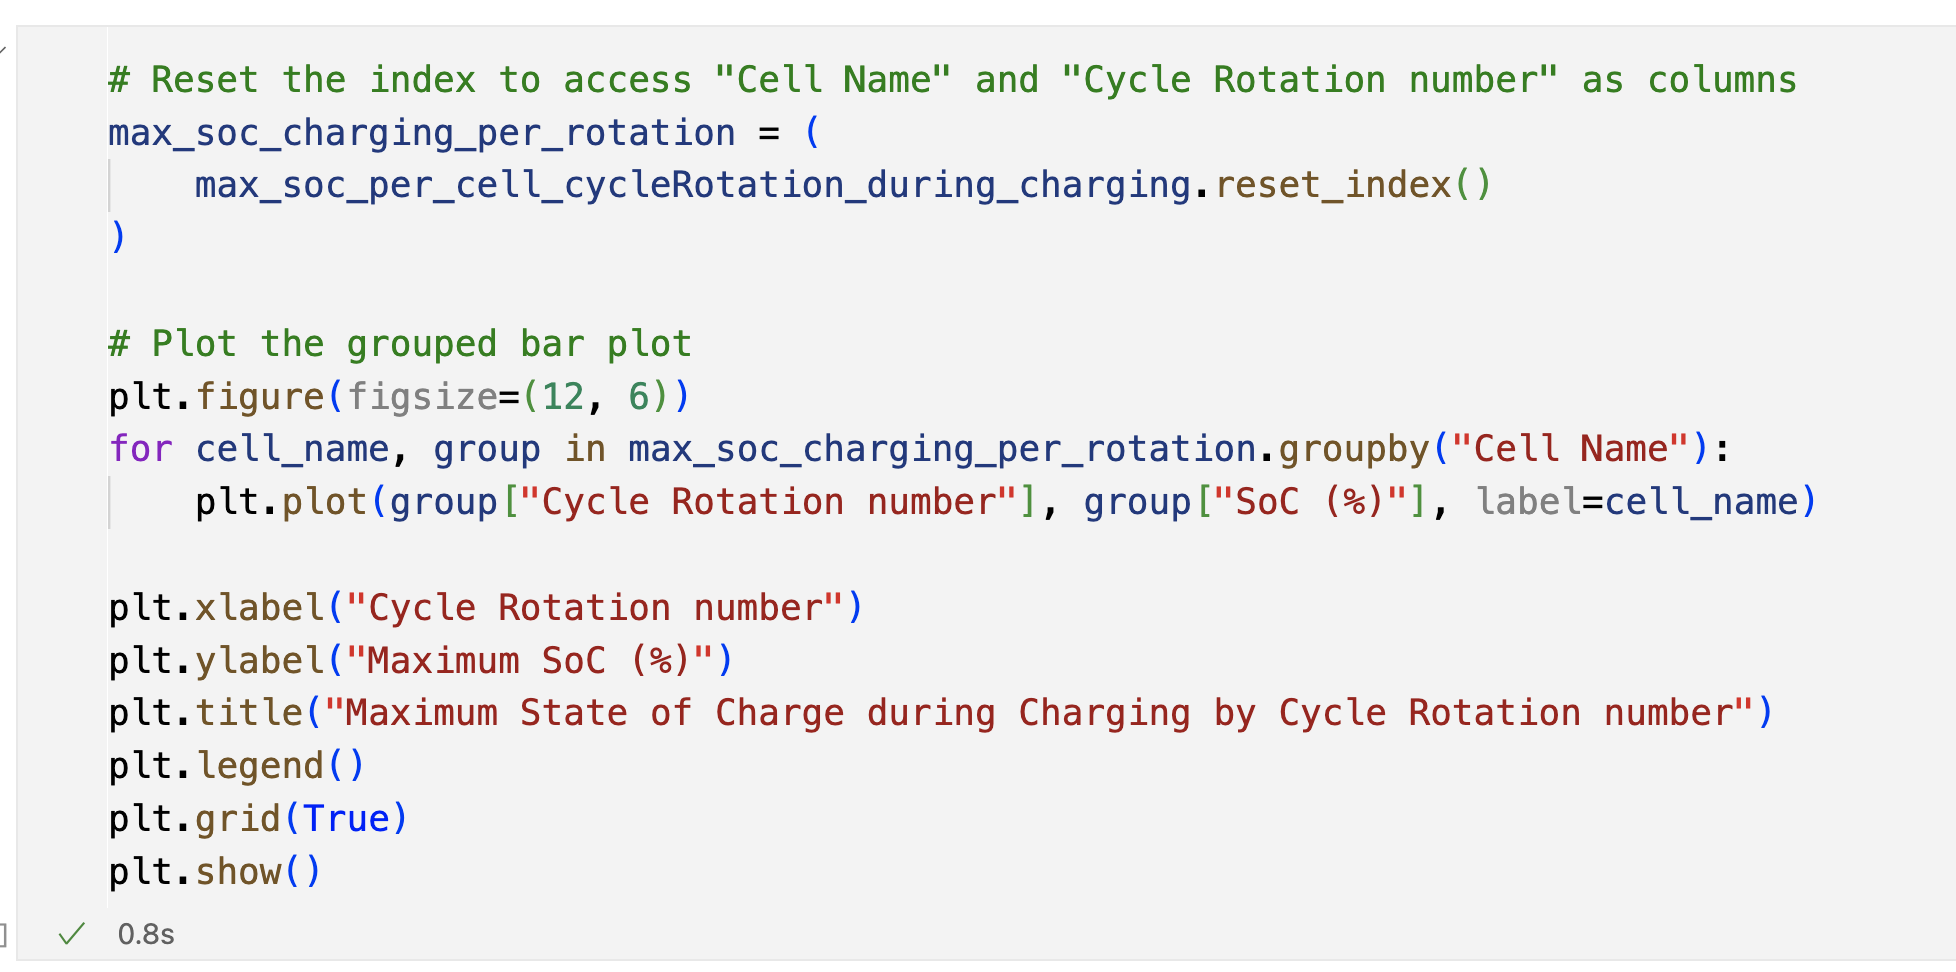 # Reset the index to access "Cell Name" and "Cycle Rotation number" as columns
max_soc_charging_per_rotation = (
    max_soc_per_cell_cycleRotation_during_charging.reset_index()
)
# Plot the grouped bar plot
plt.figure(figsize=(12, 6))
for cell_name, group in max_soc_charging_per_rotation.groupby("Cell Name"):
    plt.plot(group["Cycle Rotation number"], group["SoC (%)"], label=cell_name)
plt.xlabel("Cycle Rotation number")
plt.ylabel("Maximum SoC (%)")
plt.title("Maximum State of Charge during Charging by Cycle Rotation number")
plt.legend()
plt.grid(True)
plt.show()
] ✓ 0.8s